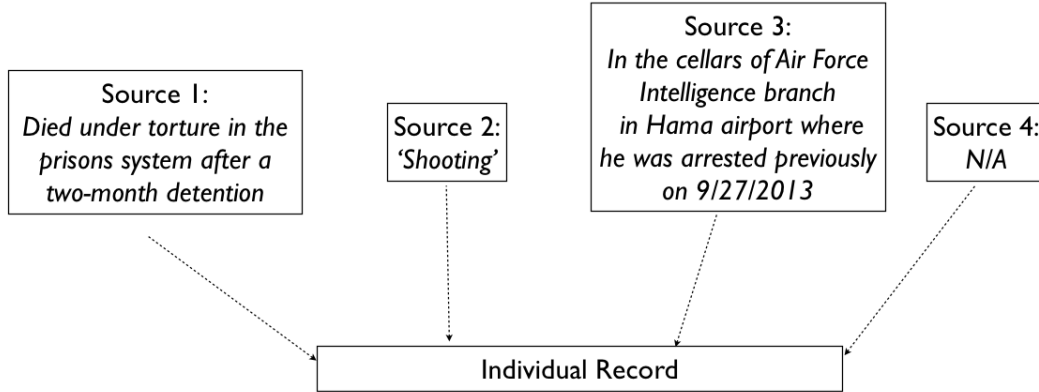 Source 1:
Died under torture in the
prisons system after a
two-month detention
Source 2:
‘Shooting’
Source 3:
In the cellars of Air Force
Intelligence branch
in Hama airport where
he was arrested previously
on 9/27/2013
Source 4:
N/A
Individual Record